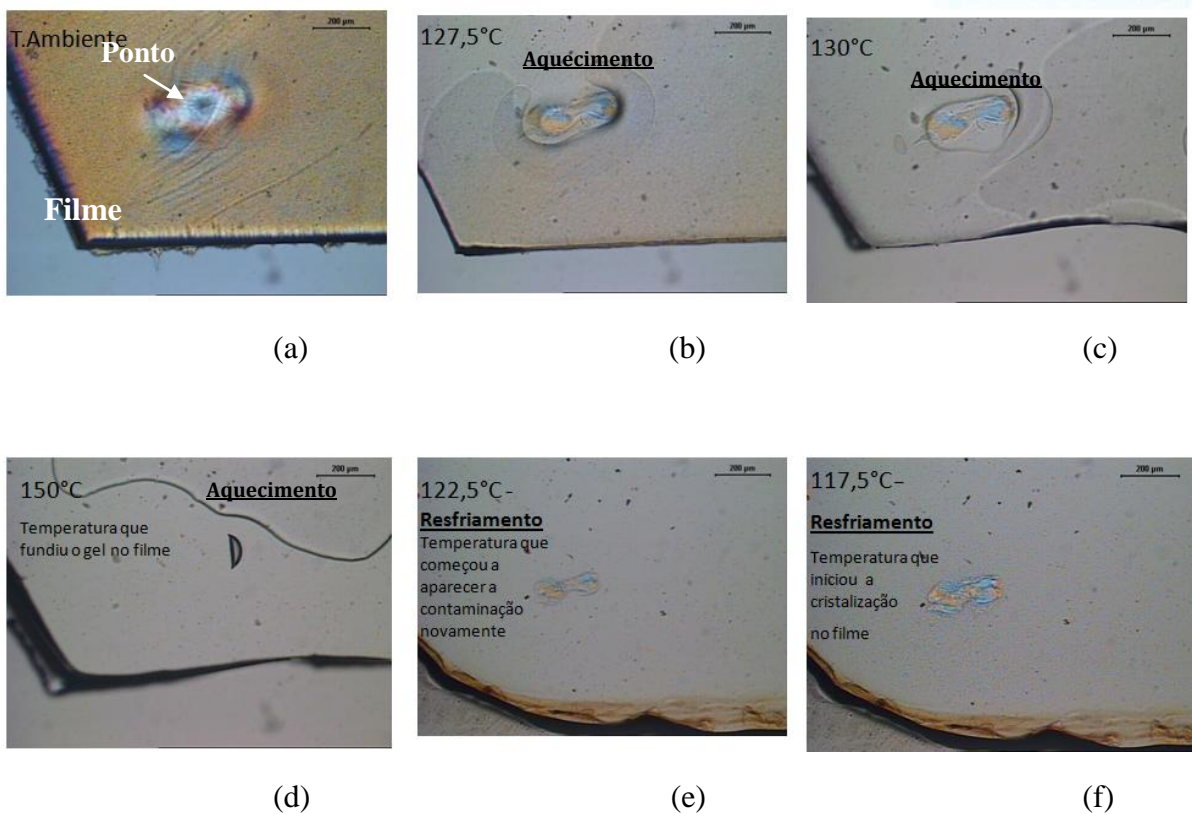 T.Ambiente
200 µm
Ponto
Filme
(a)
127,5°C
200 µm
Aquecimento
(b)
130°C
200 µm
Aquecimento
(c)
150°C
200 µm
Aquecimento
Temperatura que
fundiu o gel no filme
(d)
122,5°C-
200 µm
Resfriamento
Temperatura que
começou a
aparecer a
contaminação
novamente
(e)
117,5°C–
200 µm
Resfriamento
Temperatura que
iniciou a
cristalização
no filme
(f)